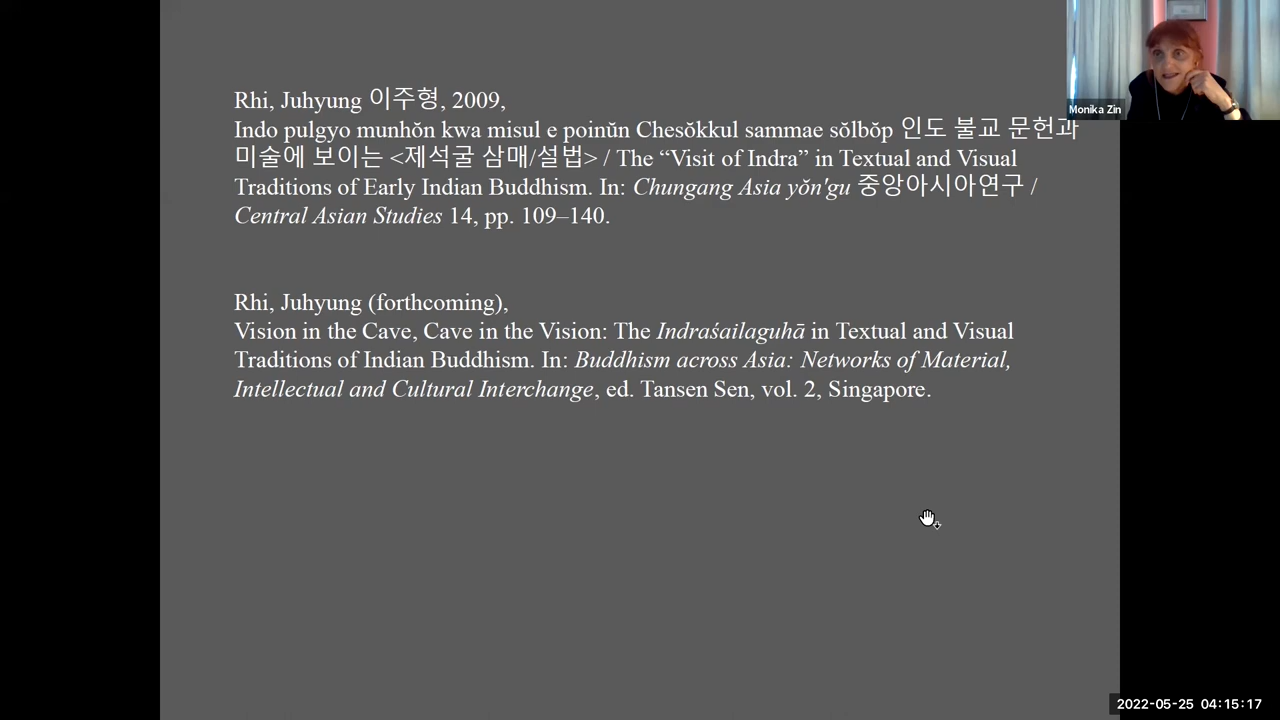 Rhi, Juhyung 이주형, 2009,
Indo pulgyo munhŏn kwa misul e poinŭn Chesŏkkul sammae sŏlbŏp 인도 불교 문헌과
미술에 보이는 <제석굴 삼매/설법> / The “Visit of Indra” in Textual and Visual
Traditions of Early Indian Buddhism. In: Chungang Asia yŏn'gu 중앙아시아연구 /
Central Asian Studies 14, pp. 109–140.
Rhi, Juhyung (forthcoming),
Vision in the Cave, Cave in the Vision: The Indraśailaguhā in Textual and Visual
Traditions of Indian Buddhism. In: Buddhism across Asia: Networks of Material,
Intellectual and Cultural Interchange, ed. Tansen Sen, vol. 2, Singapore.
Monika Zin
2022-05-25 04:15:17